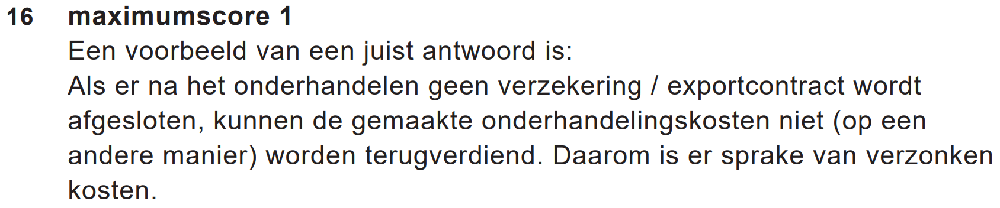 16 maximumscore 1
Een voorbeeld van een juist antwoord is:
Als er na het onderhandelen geen verzekering / exportcontract wordt
afgesloten, kunnen de gemaakte onderhandelingskosten niet (op een
andere manier) worden terugverdiend. Daarom is er sprake van verzonken
kosten.